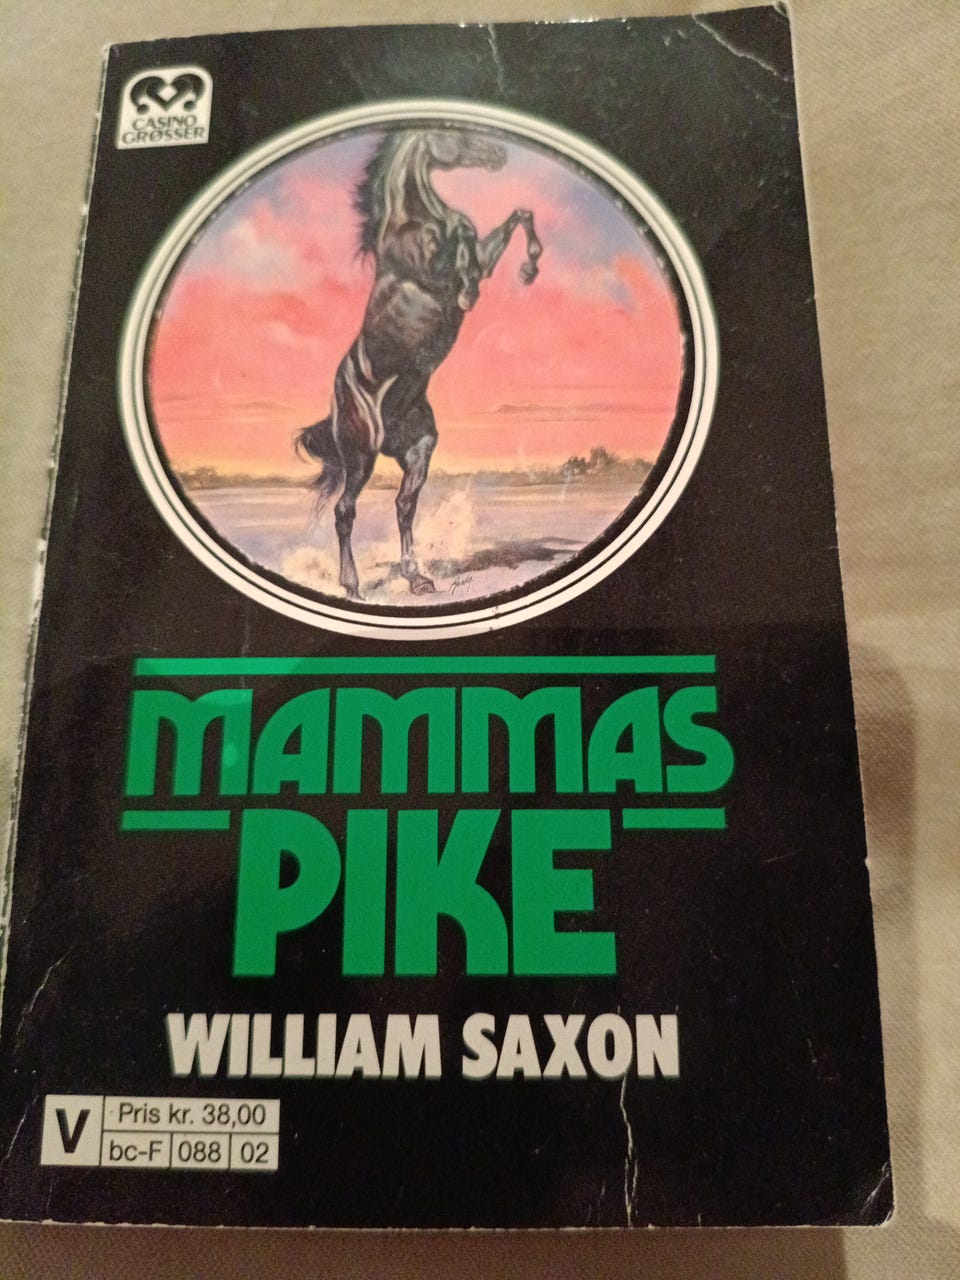 CASINO
GRØSSER
MAMMAS
PIKE
WILLIAM SAXON
V
Pris kr. 38,00
bc-F 088 02